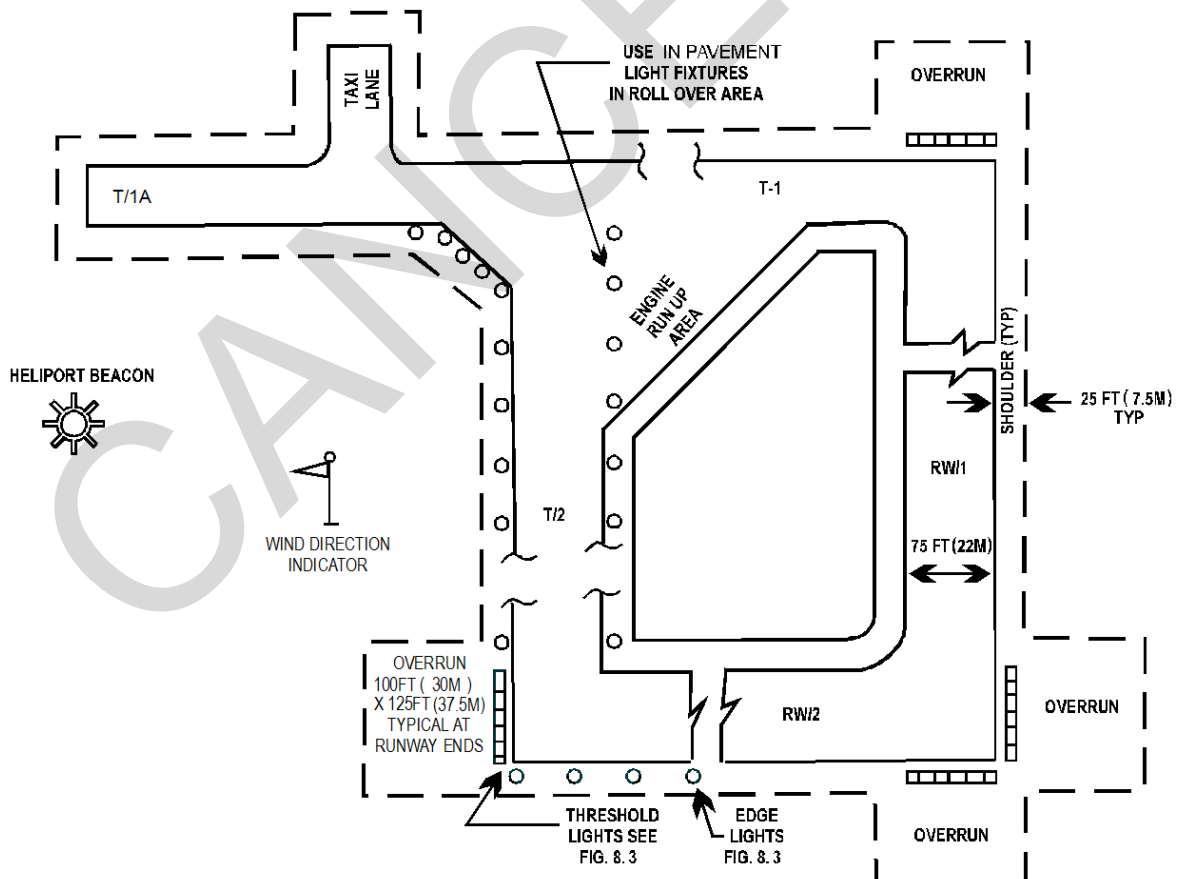 USE IN PAVEMENT
LIGHT FIXTURES
IN ROLL OVER AREA
OVERRUN
TAXI
LANE
T/1A
T-1
ENGINE
RUN UP
AREA
HELIPORT BEACON
SHOULDER (TYP)
25 FT ( 7.5M)
TYP
RW/1
WIND DIRECTION
INDICATOR
T/2
75 FT (22M)
OVERRUN
100FT ( 30M )
X 125FT (37.5M)
TYPICAL AT
RUNWAY ENDS
RW/2
OVERRUN
THRESHOLD
LIGHTS SEE
FIG. 8.3
EDGE
LIGHTS
FIG. 8.3
OVERRUN